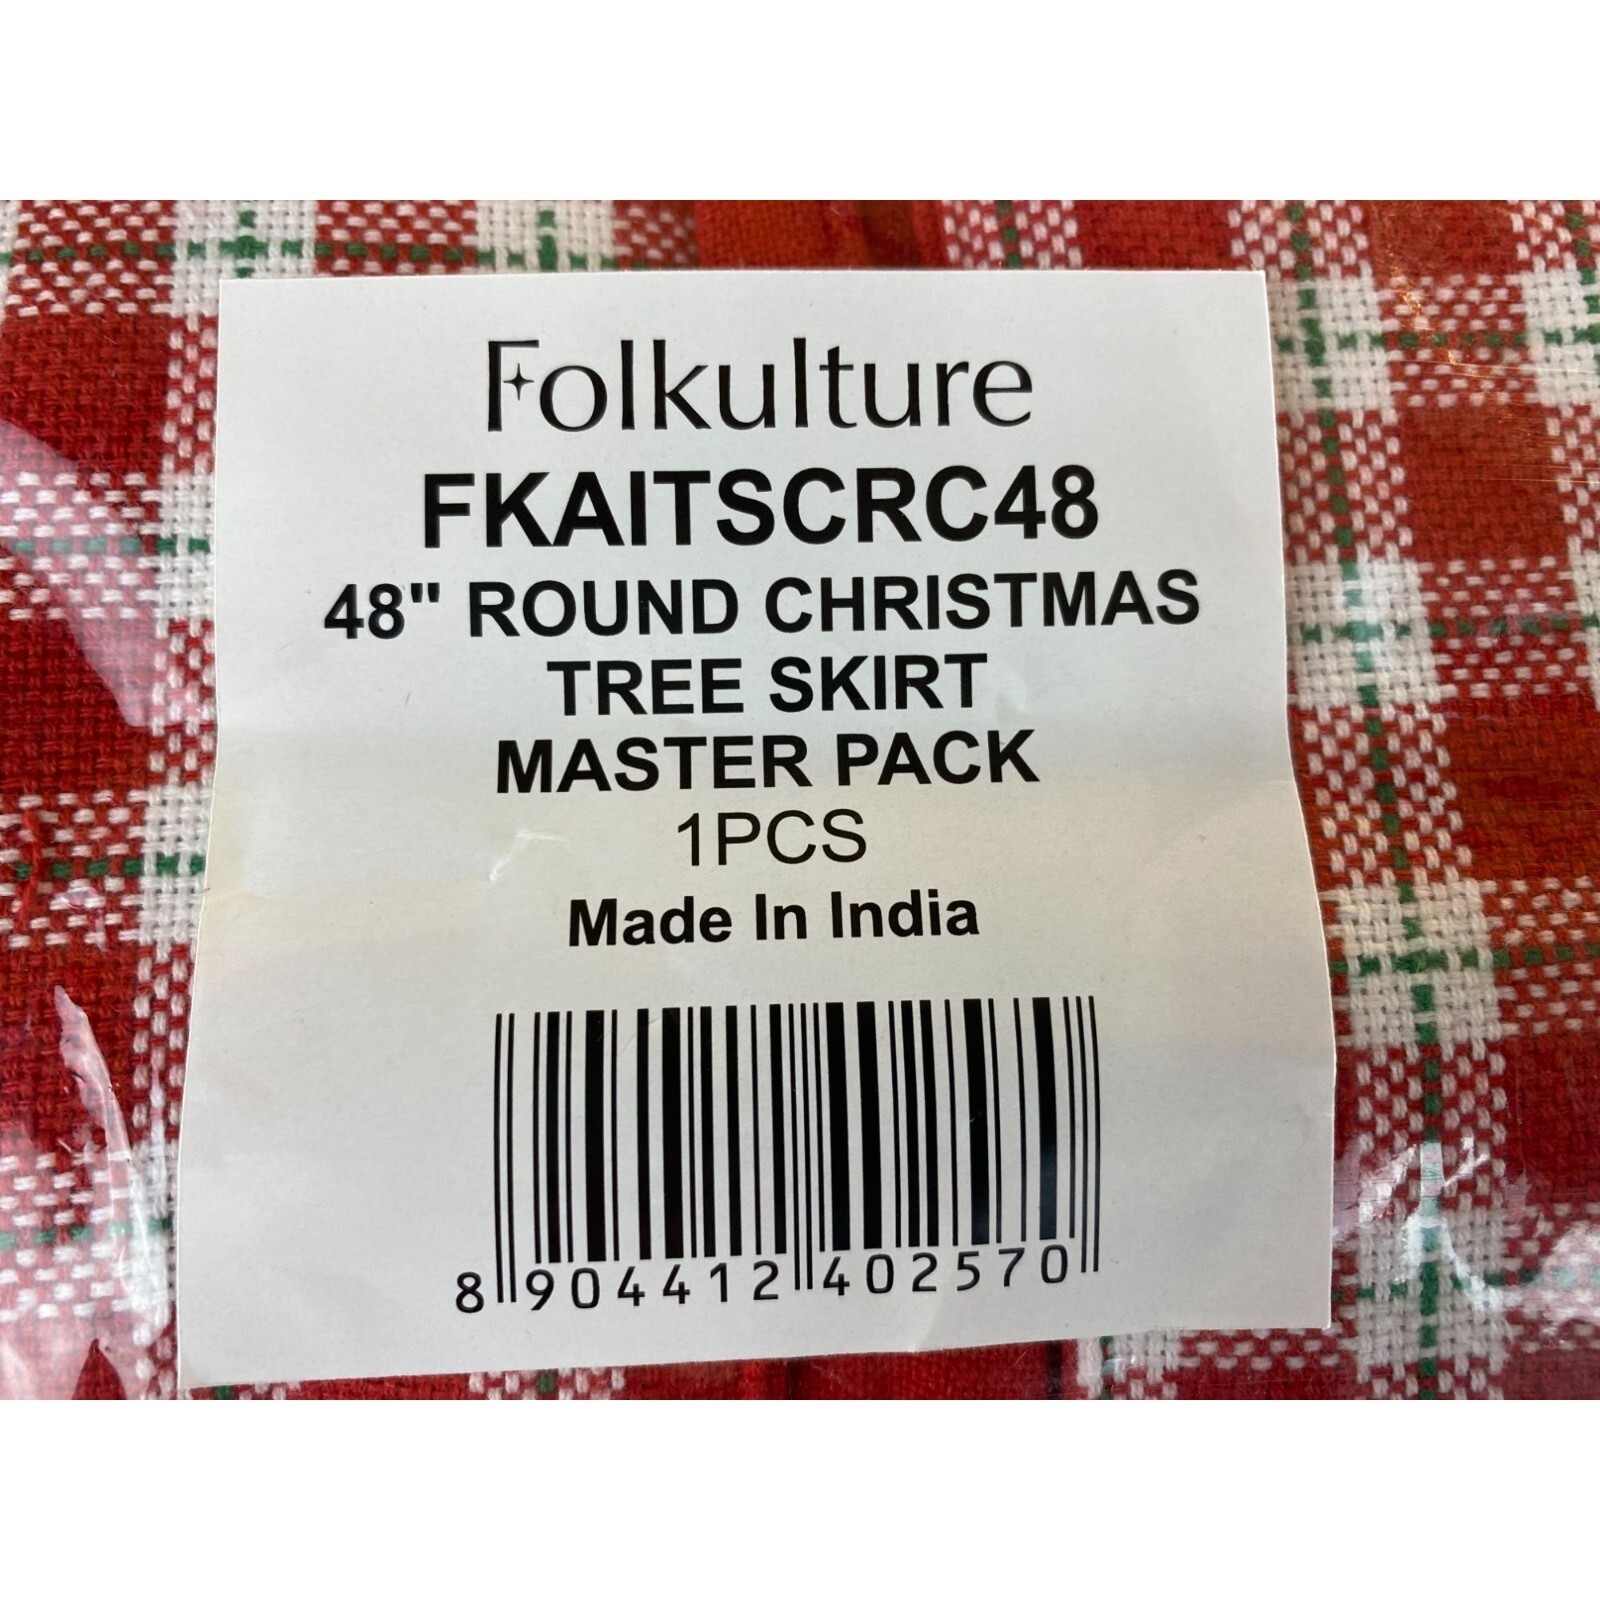 Folkulture
FKAITSCRC48
48" ROUND CHRISTMAS
TREE SKIRT
MASTER PACK
1PCS
Made In India
8 904412 402570